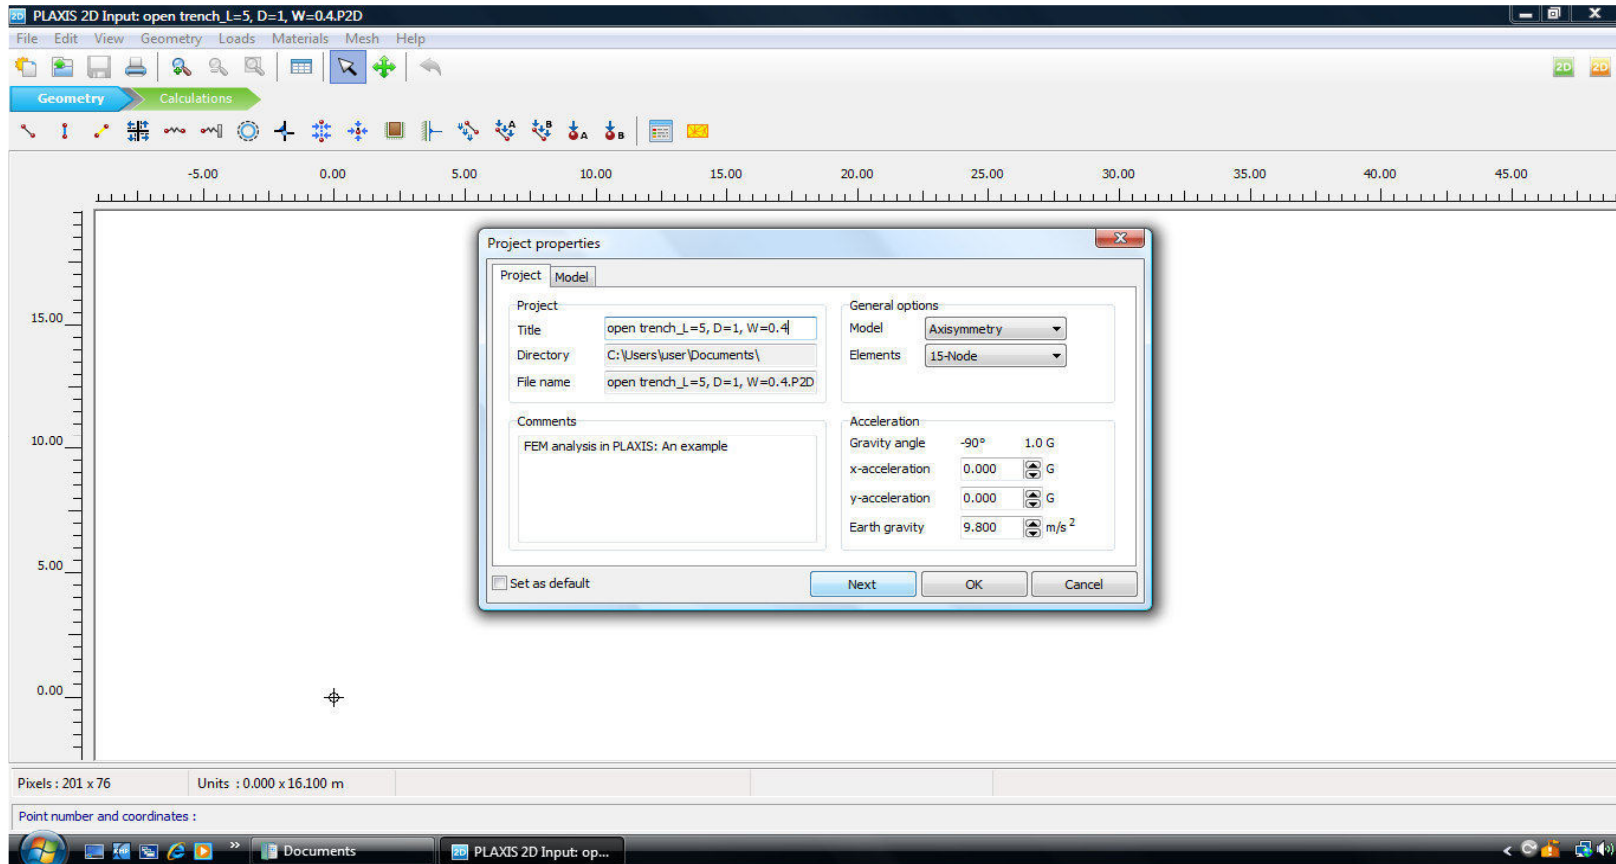 PLAXIS 2D Input: open trench_L=5, D=1, W=0.4.P2D
File Edit View Geometry Loads Materials Mesh Help
2D 2D
Geometry Calculations
A B A B
-5.00 0.00 5.00 10.00 15.00 20.00 25.00 30.00 35.00 40.00 45.00
15.00
10.00
5.00
0.00
Project properties
Project Model
Project
Title open trench_L=5, D=1, W=0.4
Directory C:\Users\user\Documents\
File name open trench_L=5, D=1, W=0.4.P2D
Comments
FEM analysis in PLAXIS: An example
General options
Model Axisymmetry
Elements 15-Node
Acceleration
Gravity angle -90° 1.0 G
x-acceleration 0.000 G
y-acceleration 0.000 G
Earth gravity 9.800 m/s²
Set as default Next OK Cancel
Pixels : 201 x 76 Units : 0.000 x 16.100 m
Point number and coordinates :
Documents 2D PLAXIS 2D Input: op...